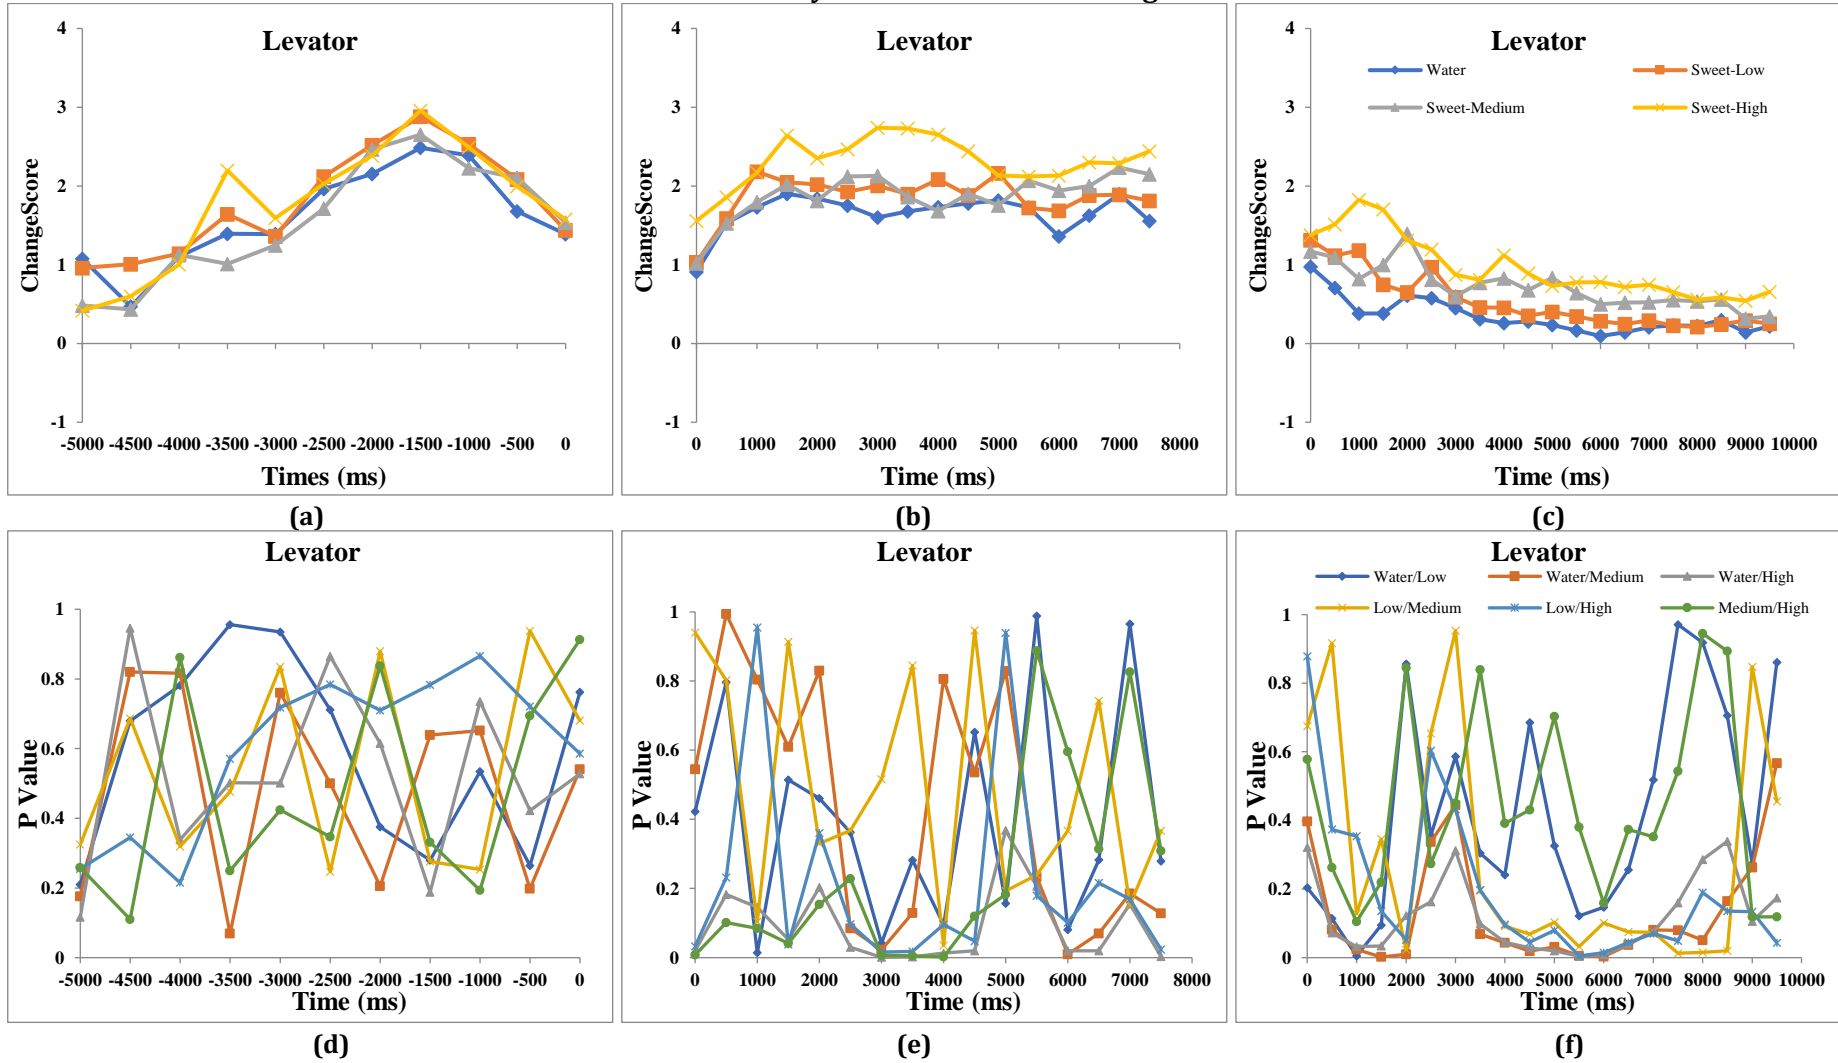 Levator
4
3
2
1
0
-1
ChangeScore
-5000 -4500 -4000 -3500 -3000 -2500 -2000 -1500 -1000 -500 0
Times (ms)
(a)
Levator
4
3
2
1
0
-1
ChangeScore
0 1000 2000 3000 4000 5000 6000 7000 8000
Time (ms)
(b)
Levator
Water Sweet-Low
Sweet-Medium Sweet-High
4
3
2
1
0
-1
ChangeScore
0 1000 2000 3000 4000 5000 6000 7000 8000 9000 10000
Time (ms)
(c)
Levator
1
0.8
0.6
0.4
0.2
0
P Value
-5000 -4500 -4000 -3500 -3000 -2500 -2000 -1500 -1000 -500 0
Time (ms)
(d)
Levator
1
0.8
0.6
0.4
0.2
0
P Value
0 1000 2000 3000 4000 5000 6000 7000 8000
Time (ms)
(e)
Levator
Water/Low Water/Medium Water/High
Low/Medium Low/High Medium/High
1
0.8
0.6
0.4
0.2
0
P Value
0 1000 2000 3000 4000 5000 6000 7000 8000 9000 10000
Time (ms)
(f)